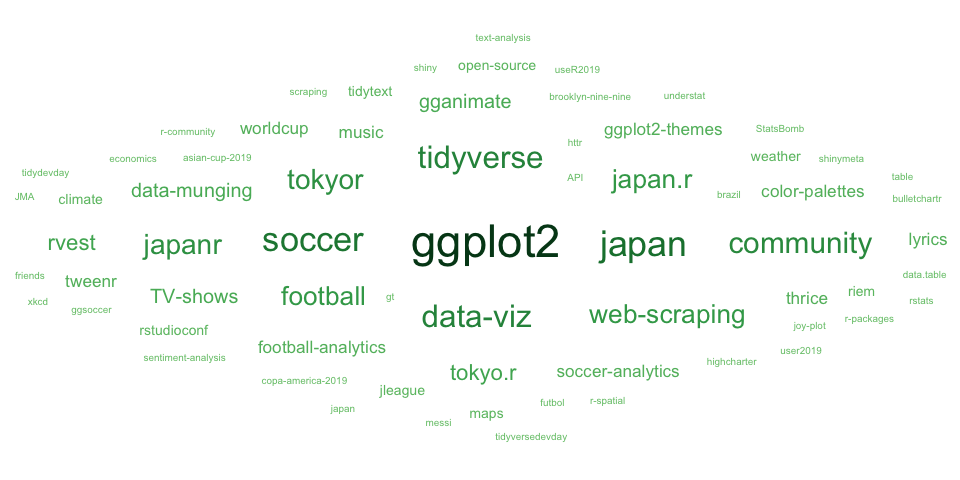 text-analysis
shiny open-source useR2019
scraping tidytext gganimate brooklyn-nine-nine understat
r-community worldcup music ggplot2-themes StatsBomb
httr
economics asian-cup-2019 tidyverse weather shinymeta
tidydevday tokyor API japan.r table
JMA climate data-munging brazil color-palettes bulletchartr
rvest japanr soccer ggplot2 japan community lyrics
friends tweenr data.table
xkcd ggsoccer TV-shows football gt thrice riem rstats
rstudioconf data-viz web-scraping joy-plot r-packages
sentiment-analysis football-analytics user2019
copa-america-2019 tokyo.r soccer-analytics highcharter
jleague
japan messi maps futbol r-spatial
tidyversedevday